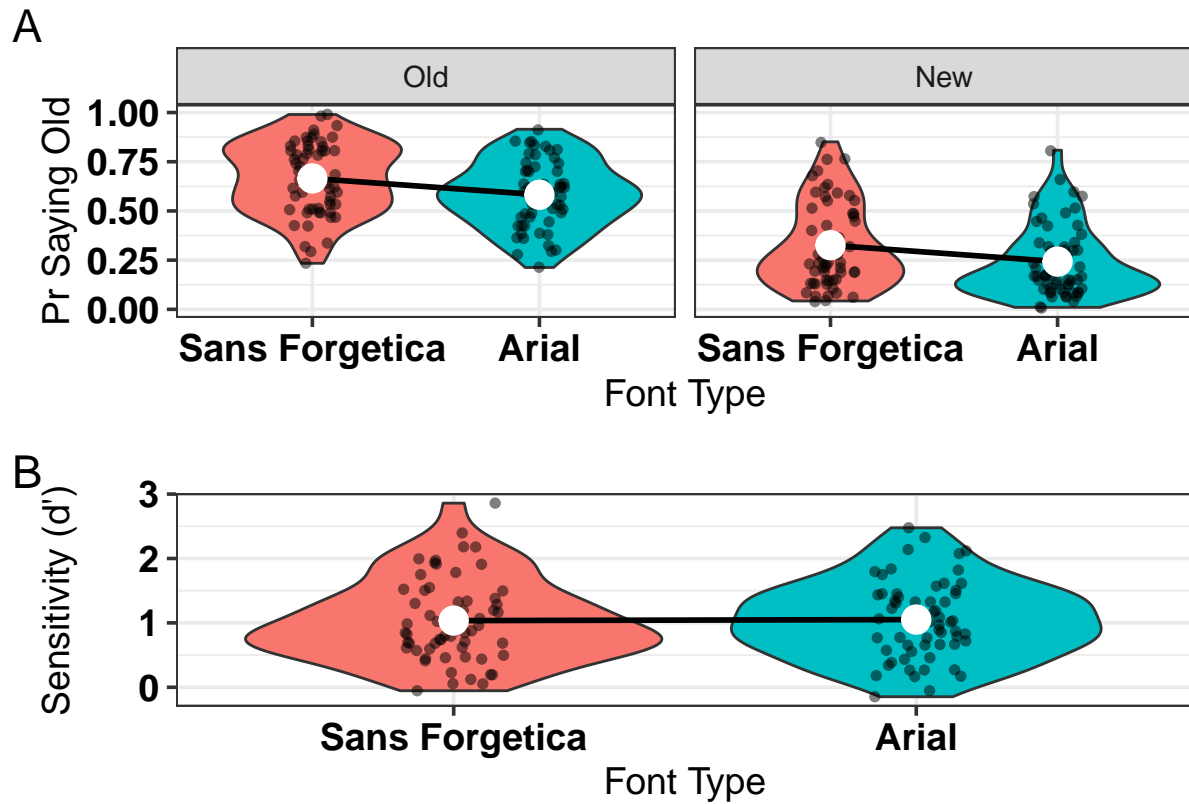 A
Old New
Pr Saying Old
1.00
0.75
0.50
0.25
0.00
Sans Forgetica Arial Sans Forgetica Arial
Font Type
B
Sensitivity (d')
3
2
1
0
Sans Forgetica Arial
Font Type